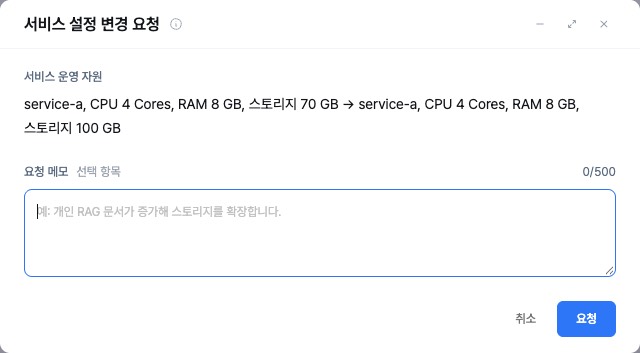 서비스 설정 변경 요청
서비스 운영 자원
service-a, CPU 4 Cores, RAM 8 GB, 스토리지 70 GB → service-a, CPU 4 Cores, RAM 8 GB,
스토리지 100 GB
요청 메모 선택 항목 0/500
예: 개인 RAG 문서가 증가해 스토리지를 확장합니다.
취소 요청